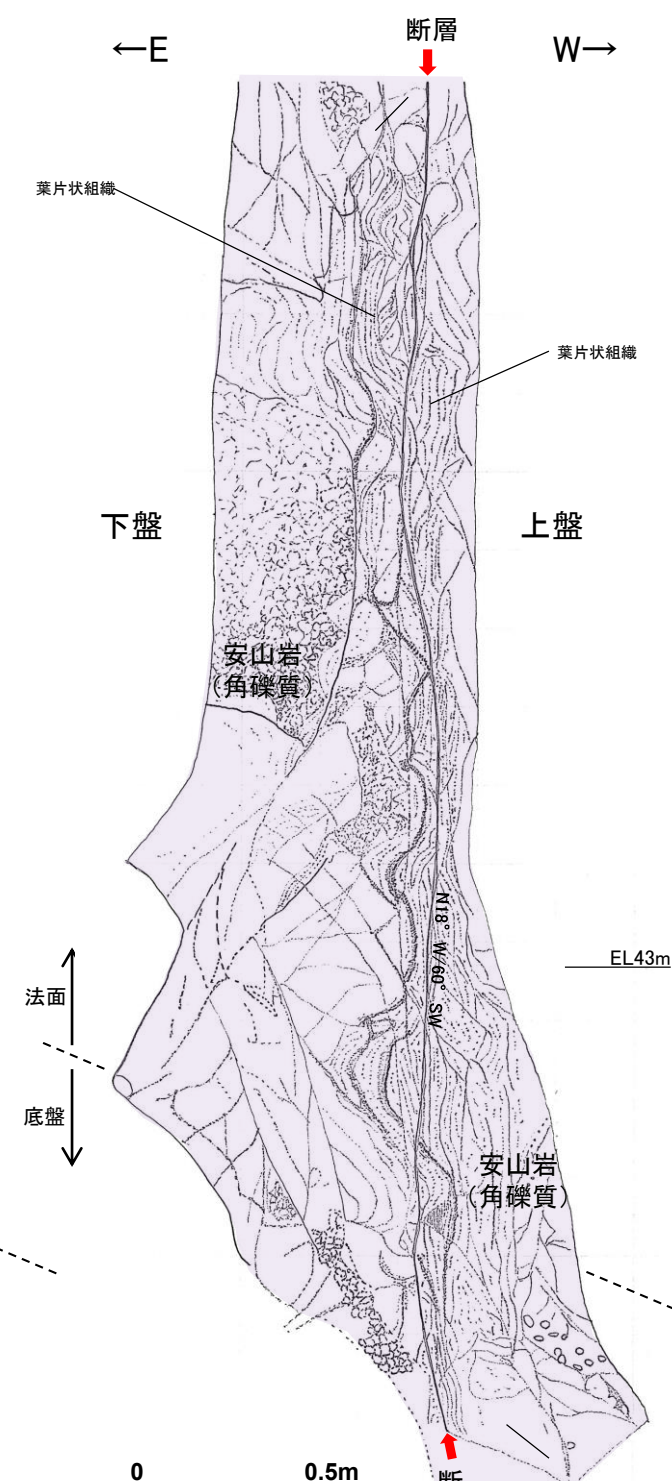 断層
←E
W→
葉片状組織
葉片状組織
下盤
上盤
安山岩
(角礫質)
N18°W/60°SW
EL43m
法面
底盤
安山岩
(角礫質)
0
0.5m
断